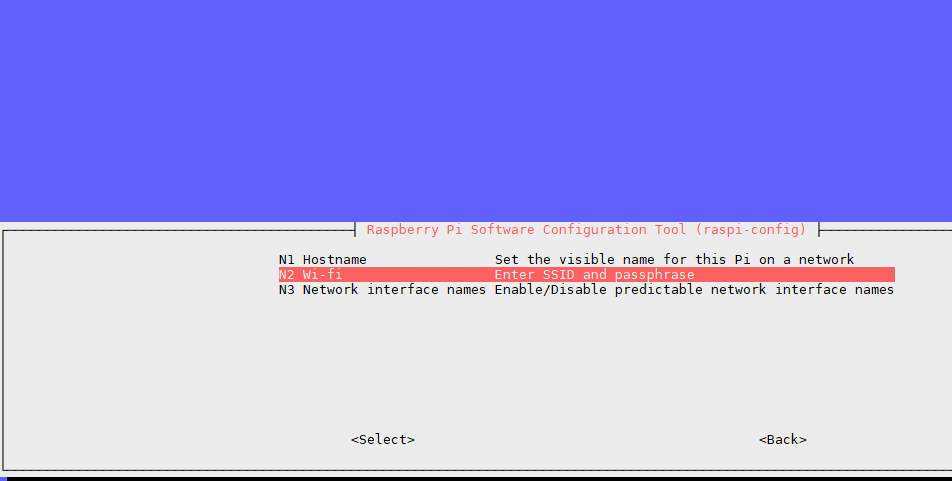 Raspberry Pi Software Configuration Tool (raspi-config)
N1 Hostname Set the visible name for this Pi on a network
N2 Wi-fi Enter SSID and passphrase
N3 Network interface names Enable/Disable predictable network interface names
<Select> <Back>